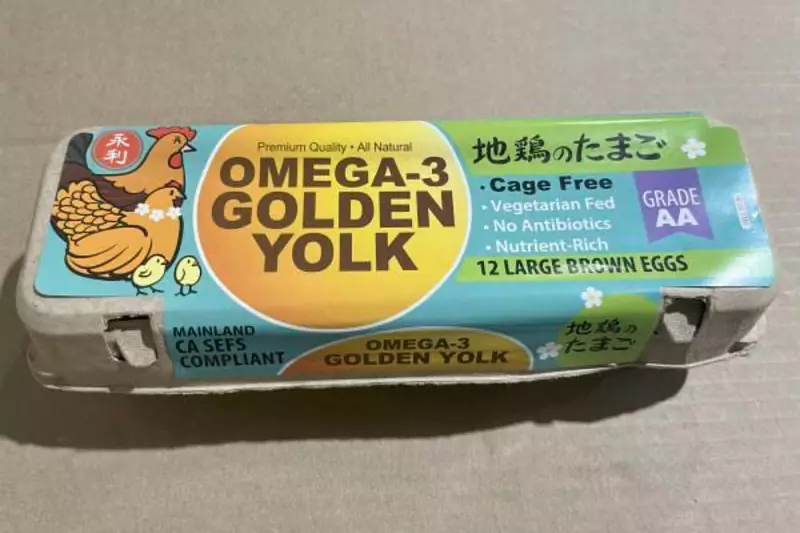 永利
Premium Quality • All Natural
OMEGA-3
GOLDEN
YOLK
地鶏のたまご
• Cage Free
• Vegetarian Fed
• No Antibiotics
• Nutrient-Rich
GRADE
AA
12 LARGE BROWN EGGS
MAINLAND
CA SEFS
COMPLIANT
OMEGA-3
GOLDEN YOLK
地鶏の
たまご